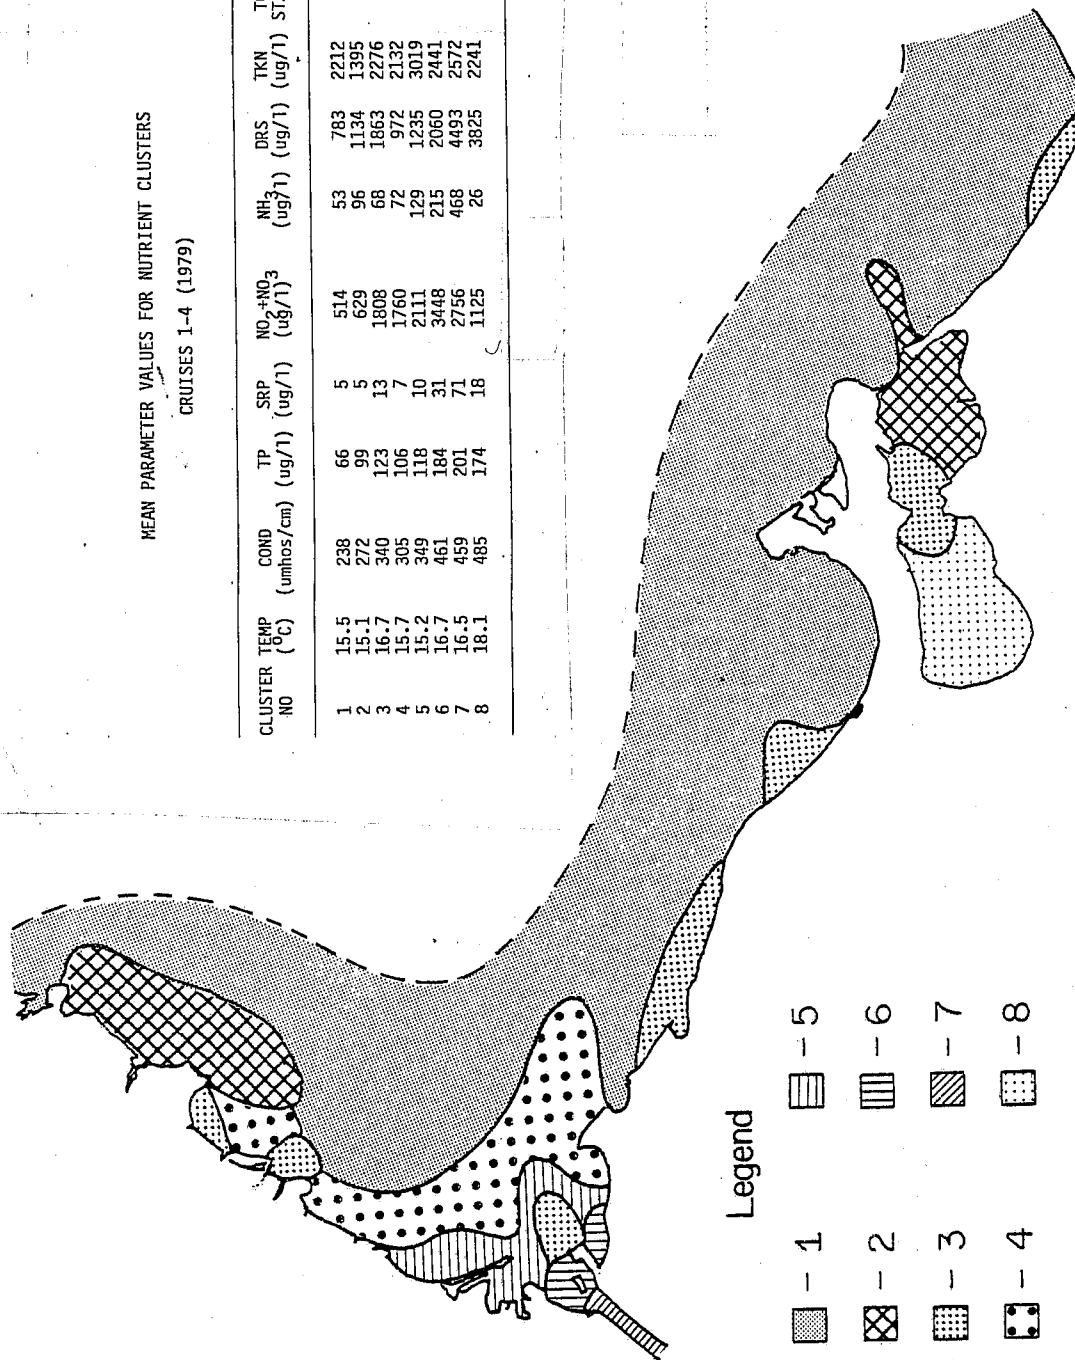 MEAN PARAMETER VALUES FOR NUTRIENT CLUSTERS
CRUISES 1-4 (1979)
CLUSTER TEMP COND TP SRP NO2+NO3 NH3 DRS TKN
NO (°C) (umhos/cm) (ug/l) (ug/l) (ug/l) (ug/l) (ug/l) (ug/l)
1 15.5 238 66 5 514 53 783 2212
2 15.1 272 99 5 629 96 1134 1395
3 16.7 340 123 13 1808 68 1863 2276
4 15.7 305 106 7 1760 72 972 2132
5 15.2 349 118 10 2111 129 1235 3019
6 16.7 461 184 31 3448 215 2060 2441
7 16.5 459 201 71 2756 468 4493 2572
8 18.1 485 174 18 1125 26 3825 2241
Legend
- 1 - 5
- 2 - 6
- 3 - 7
- 4 - 8